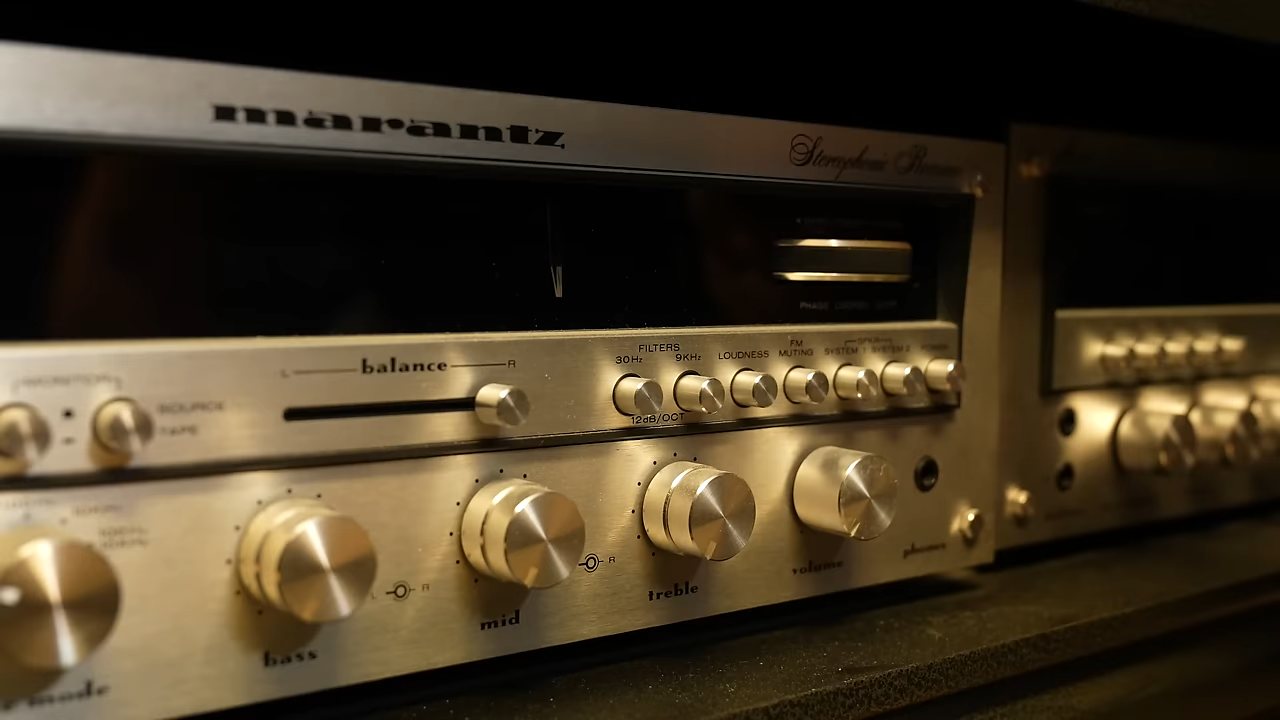 marantz
Stereophonic
L balance R
FILTERS
30Hz 9KHz
12dB/OCT
LOUDNESS
FM
MUTING
SYSTEM 1 SYSTEM 2
SOURCE
TAPE
R
R
bass
mid
treble
volume
phones
mode